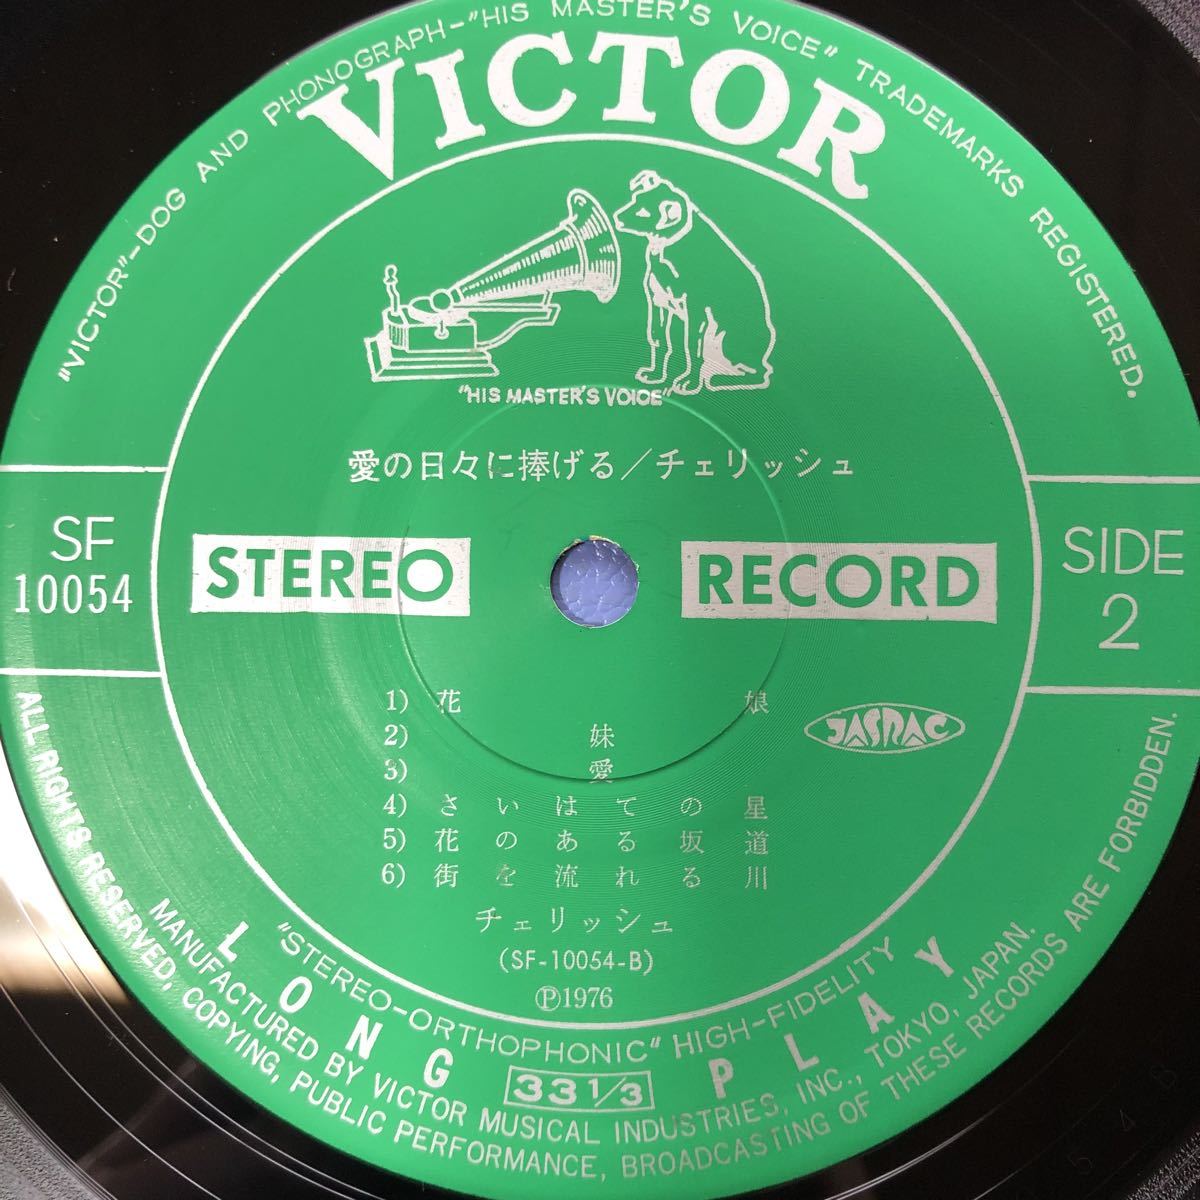 "VICTOR"–DOG AND PHONOGRAPH–"HIS MASTER'S VOICE" TRADEMARKS REGISTERED.
VICTOR
"HIS MASTER'S VOICE"
愛の日々に捧げる／チェリッシュ
SF
10054
STEREO
RECORD
SIDE
2
1) 花娘
2) 妹
3) 愛
4) さいはての星
5) 花のある坂道
6) 街を流れる川
JASRAC
チェリッシュ
(SF-10054-B)
Ⓟ1976
"STEREO-ORTHOPHONIC" HIGH-FIDELITY
LONG PLAY
33 1/3
MANUFACTURED BY VICTOR MUSICAL INDUSTRIES, INC., TOKYO, JAPAN.
ALL RIGHTS RESERVED, COPYING, PUBLIC PERFORMANCE, BROADCASTING OF THESE RECORDS ARE FORBIDDEN.